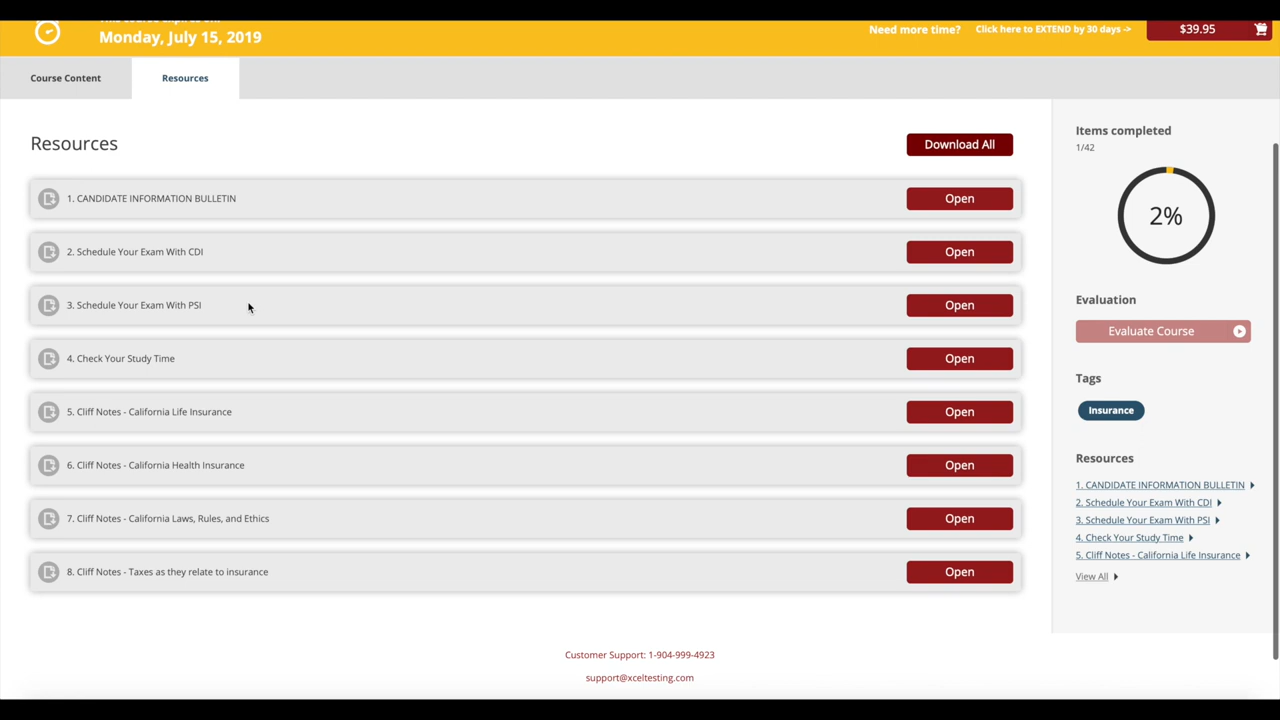 Monday, July 15, 2019
Need more time?
Click here to EXTEND by 30 days ->
$39.95
Course Content
Resources
Resources
Download All
1. CANDIDATE INFORMATION BULLETIN
Open
2. Schedule Your Exam With CDI
Open
3. Schedule Your Exam With PSI
Open
4. Check Your Study Time
Open
5. Cliff Notes - California Life Insurance
Open
6. Cliff Notes - California Health Insurance
Open
7. Cliff Notes - California Laws, Rules, and Ethics
Open
8. Cliff Notes - Taxes as they relate to insurance
Open
Items completed
1/42
2%
Evaluation
Evaluate Course
Tags
Insurance
Resources
1. CANDIDATE INFORMATION BULLETIN
2. Schedule Your Exam With CDI
3. Schedule Your Exam With PSI
4. Check Your Study Time
5. Cliff Notes - California Life Insurance
View All
Customer Support: 1-904-999-4923
support@xceltesting.com